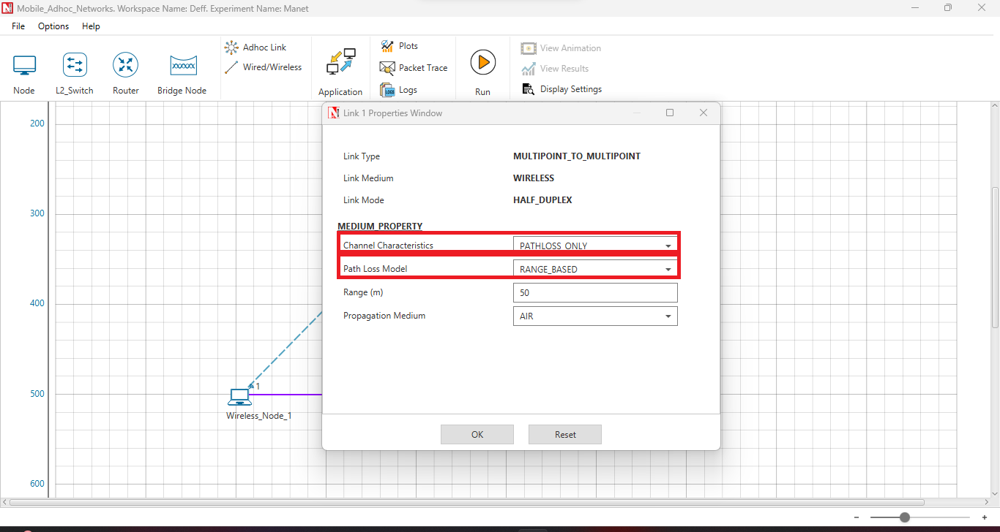 Mobile_Adhoc_Networks. Workspace Name: Deff. Experiment Name: Manet
File Options Help
Node
L2_Switch
Router
Bridge Node
Adhoc Link
Wired/Wireless
Application
Plots
Packet Trace
LOGS Logs
Run
View Animation
View Results
Display Settings
200
300
400
500
600
1
Wireless_Node_1
Link 1 Properties Window
Link Type MULTIPOINT_TO_MULTIPOINT
Link Medium WIRELESS
Link Mode HALF_DUPLEX
MEDIUM_PROPERTY
Channel Characteristics PATHLOSS_ONLY
Path Loss Model RANGE_BASED
Range (m) 50
Propagation Medium AIR
OK Reset